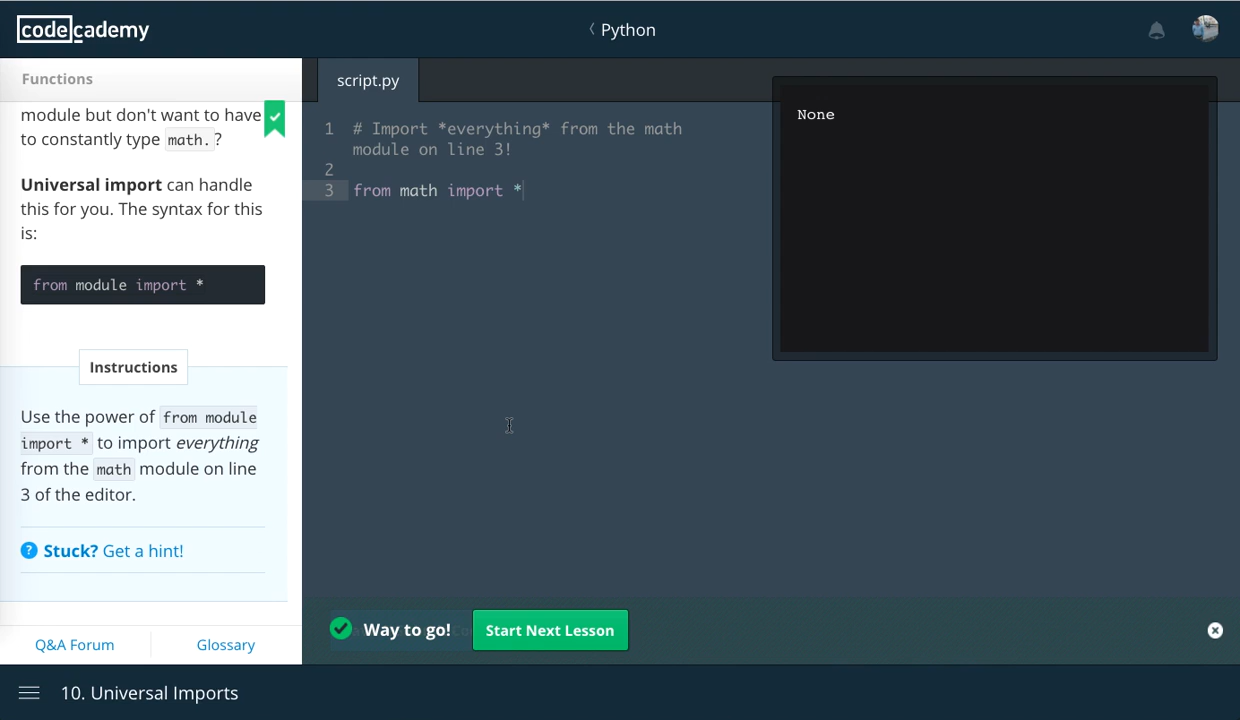 codecademy
Python
Functions
script.py
module but don't want to have
to constantly type math. ?
Universal import can handle
this for you. The syntax for this
is:
from module import *
Instructions
Use the power of from module
import * to import everything
from the math module on line
3 of the editor.
? Stuck? Get a hint!
Q&A Forum Glossary
1 # Import *everything* from the math
module on line 3!
2
3 from math import *
None
Way to go! Start Next Lesson
10. Universal Imports